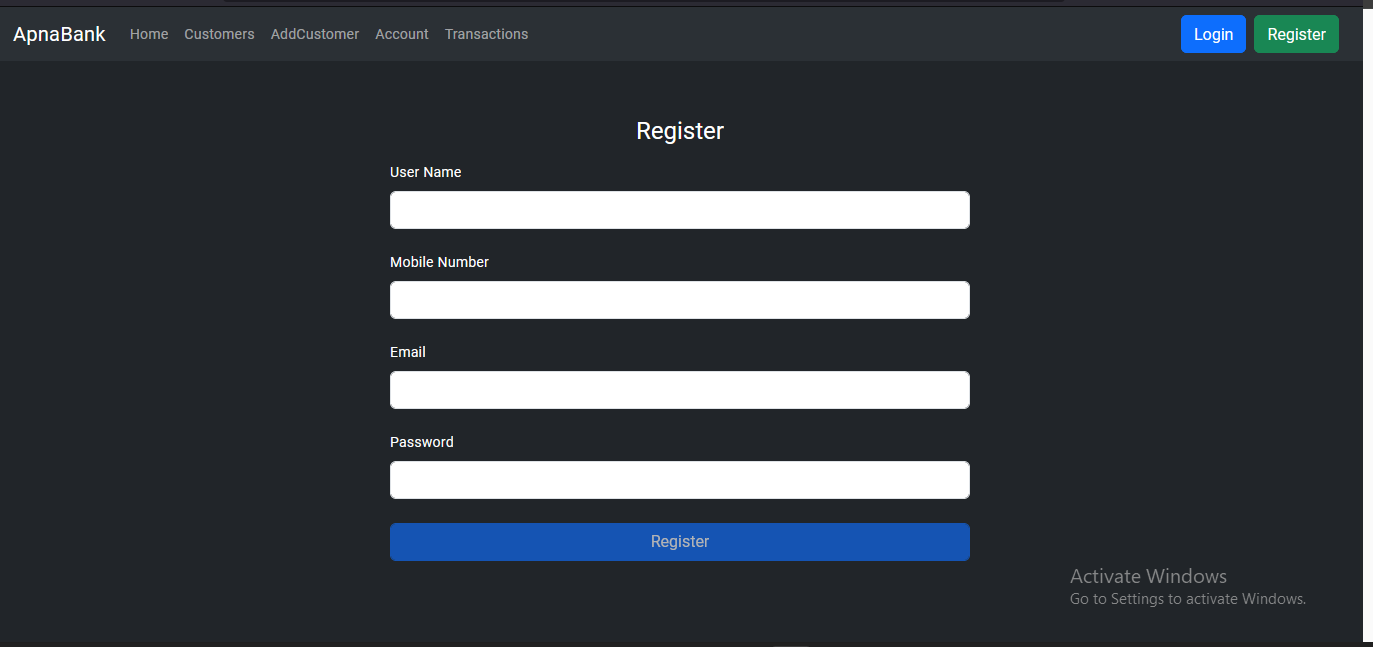 ApnaBank Home Customers AddCustomer Account Transactions Login Register
Register
User Name
Mobile Number
Email
Password
Register
Activate Windows
Go to Settings to activate Windows.